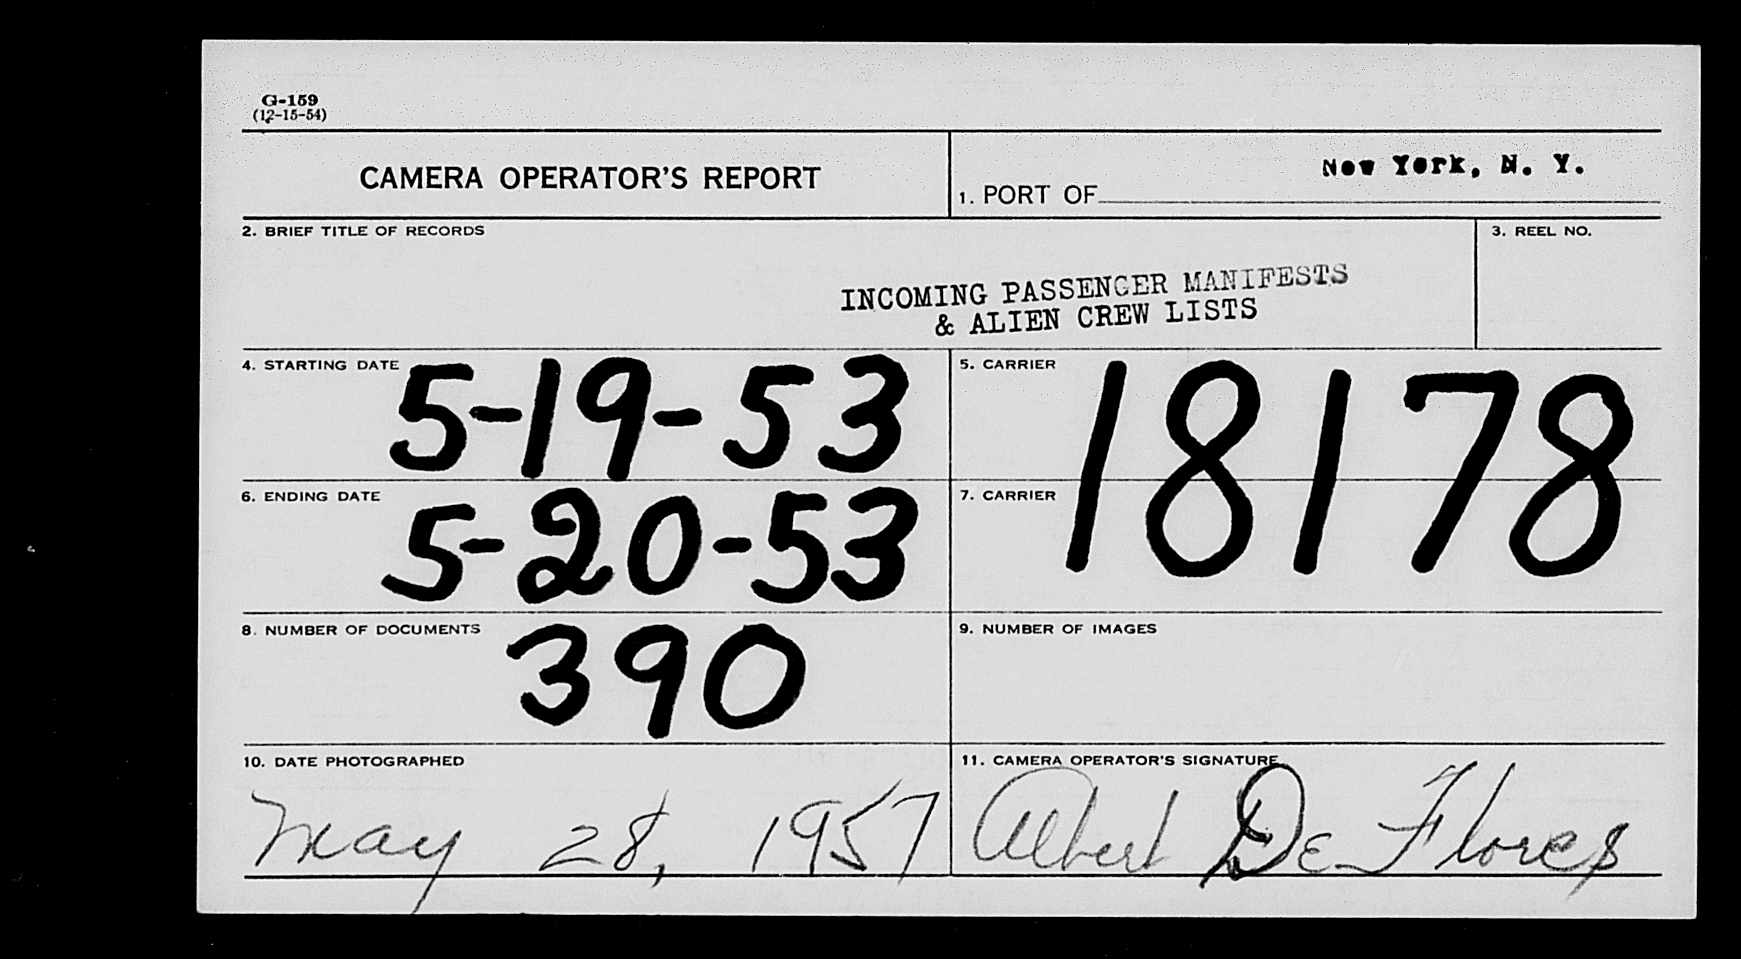 G-159
(12-15-54)
CAMERA OPERATOR'S REPORT
1. PORT OF New York, N. Y.
2. BRIEF TITLE OF RECORDS
INCOMING PASSENGER MANIFESTS
& ALIEN CREW LISTS
3. REEL NO.
4. STARTING DATE 5-19-53
5. CARRIER 18178
6. ENDING DATE 5-20-53
7. CARRIER
8. NUMBER OF DOCUMENTS 390
9. NUMBER OF IMAGES
10. DATE PHOTOGRAPHED
May 28, 1957
11. CAMERA OPERATOR'S SIGNATURE
Albert De Flores